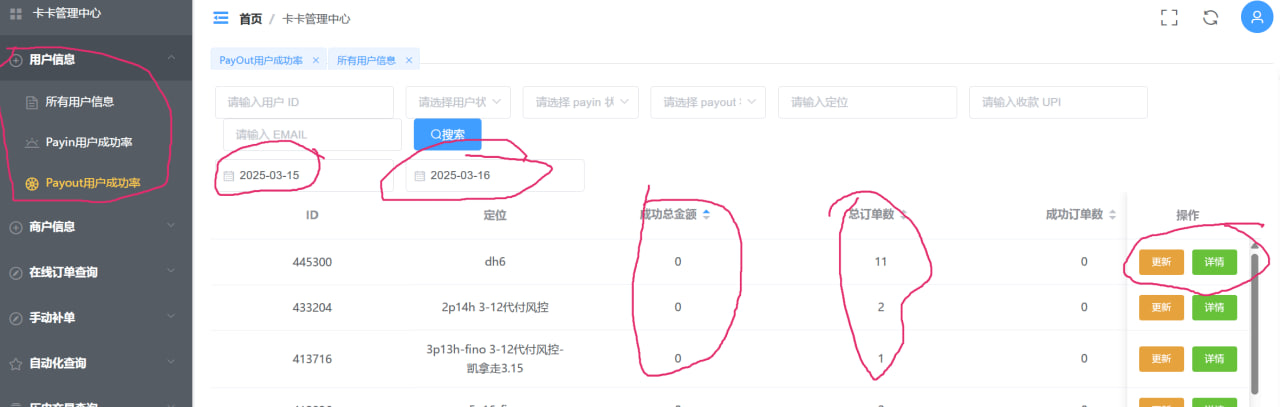 卡卡管理中心
首页 / 卡卡管理中心
用户信息
PayOut用户成功率 × 所有用户信息 ×
所有用户信息
请输入用户 ID 请选择用户状 请选择 payin 状 请选择 payout 请输入定位 请输入收款 UPI
Payin用户成功率
请输入 EMAIL 搜索
Payout用户成功率
2025-03-15 2025-03-16
商户信息
ID 定位 成功总金额 总订单数 成功订单数 操作
在线订单查询
445300 dh6 0 11 0 更新 详情
手动补单
433204 2p14h 3-12代付风控 0 2 0 更新 详情
自动化查询
413716 3p13h-fino 3-12代付风控-
凯拿走3.15 0 1 0 更新 详情